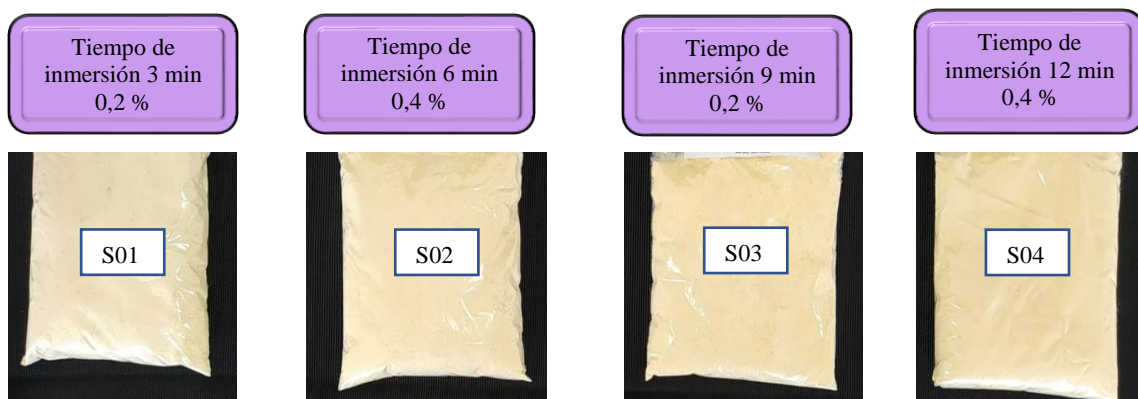 Tiempo de
inmersión 3 min
0,2 %
Tiempo de
inmersión 6 min
0,4 %
Tiempo de
inmersión 9 min
0,2 %
Tiempo de
inmersión 12 min
0,4 %
S01
S02
S03
S04